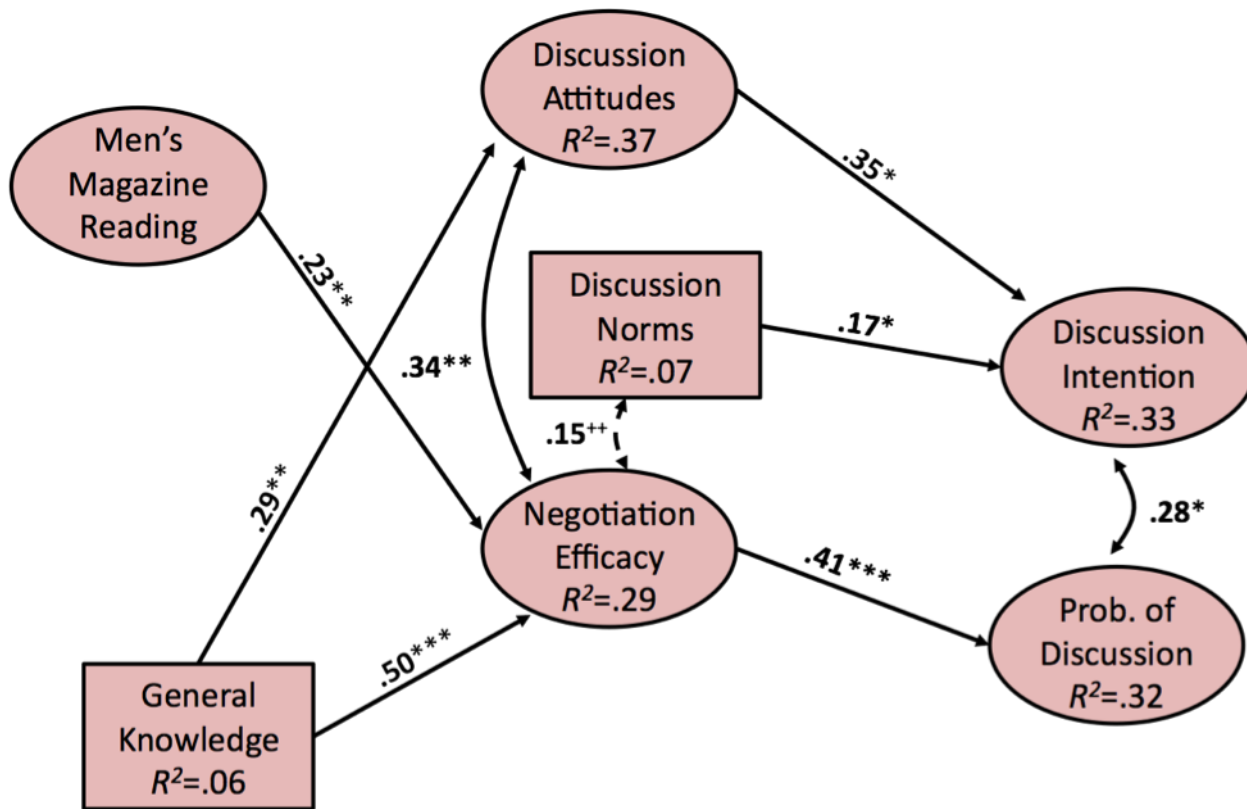 Discussion
Attitudes
R²=.37
Men’s
Magazine
Reading
.35*
.23**
Discussion
Norms
R²=.07
.17*
Discussion
Intention
R²=.33
.34**
.15⁺⁺
.29**
Negotiation
Efficacy
R²=.29
.28*
.41***
Prob. of
Discussion
R²=.32
.50***
General
Knowledge
R²=.06